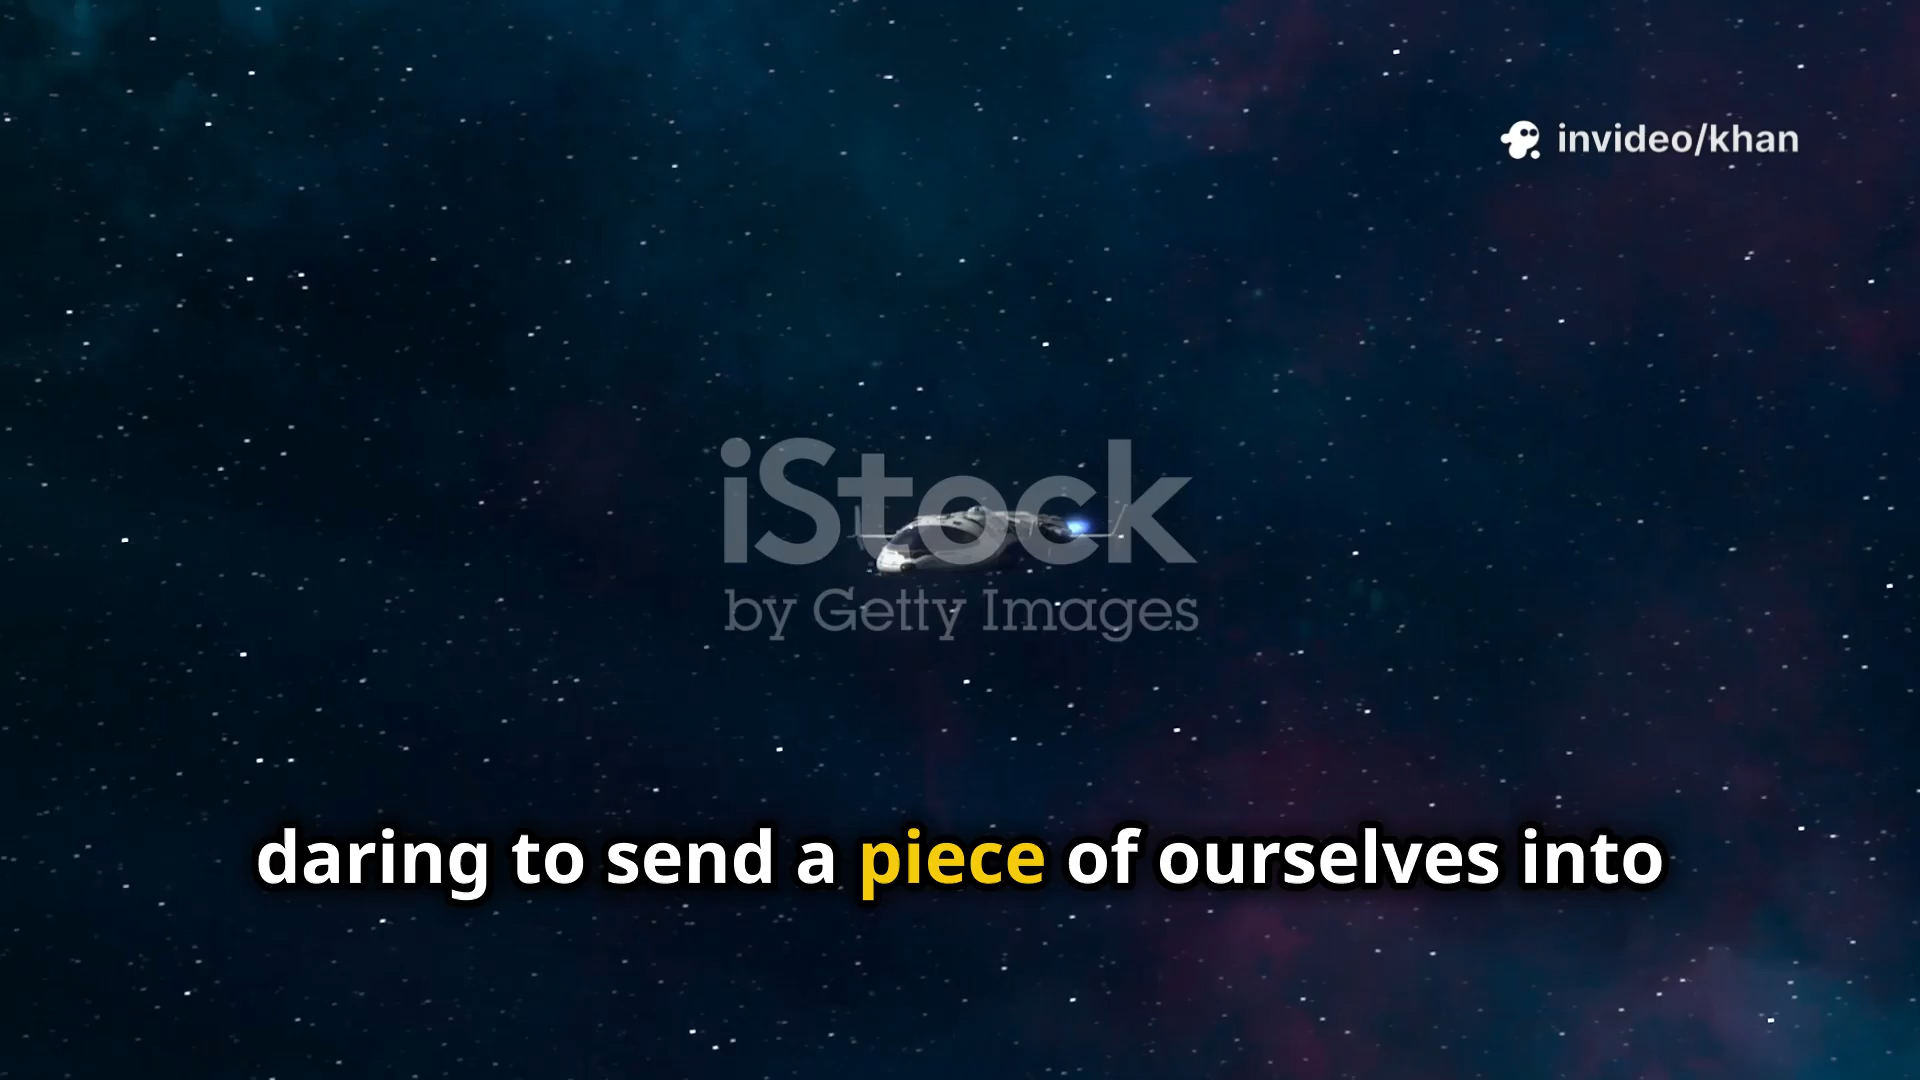 invideo/khan
iStock
by Getty Images
daring to send a piece of ourselves into